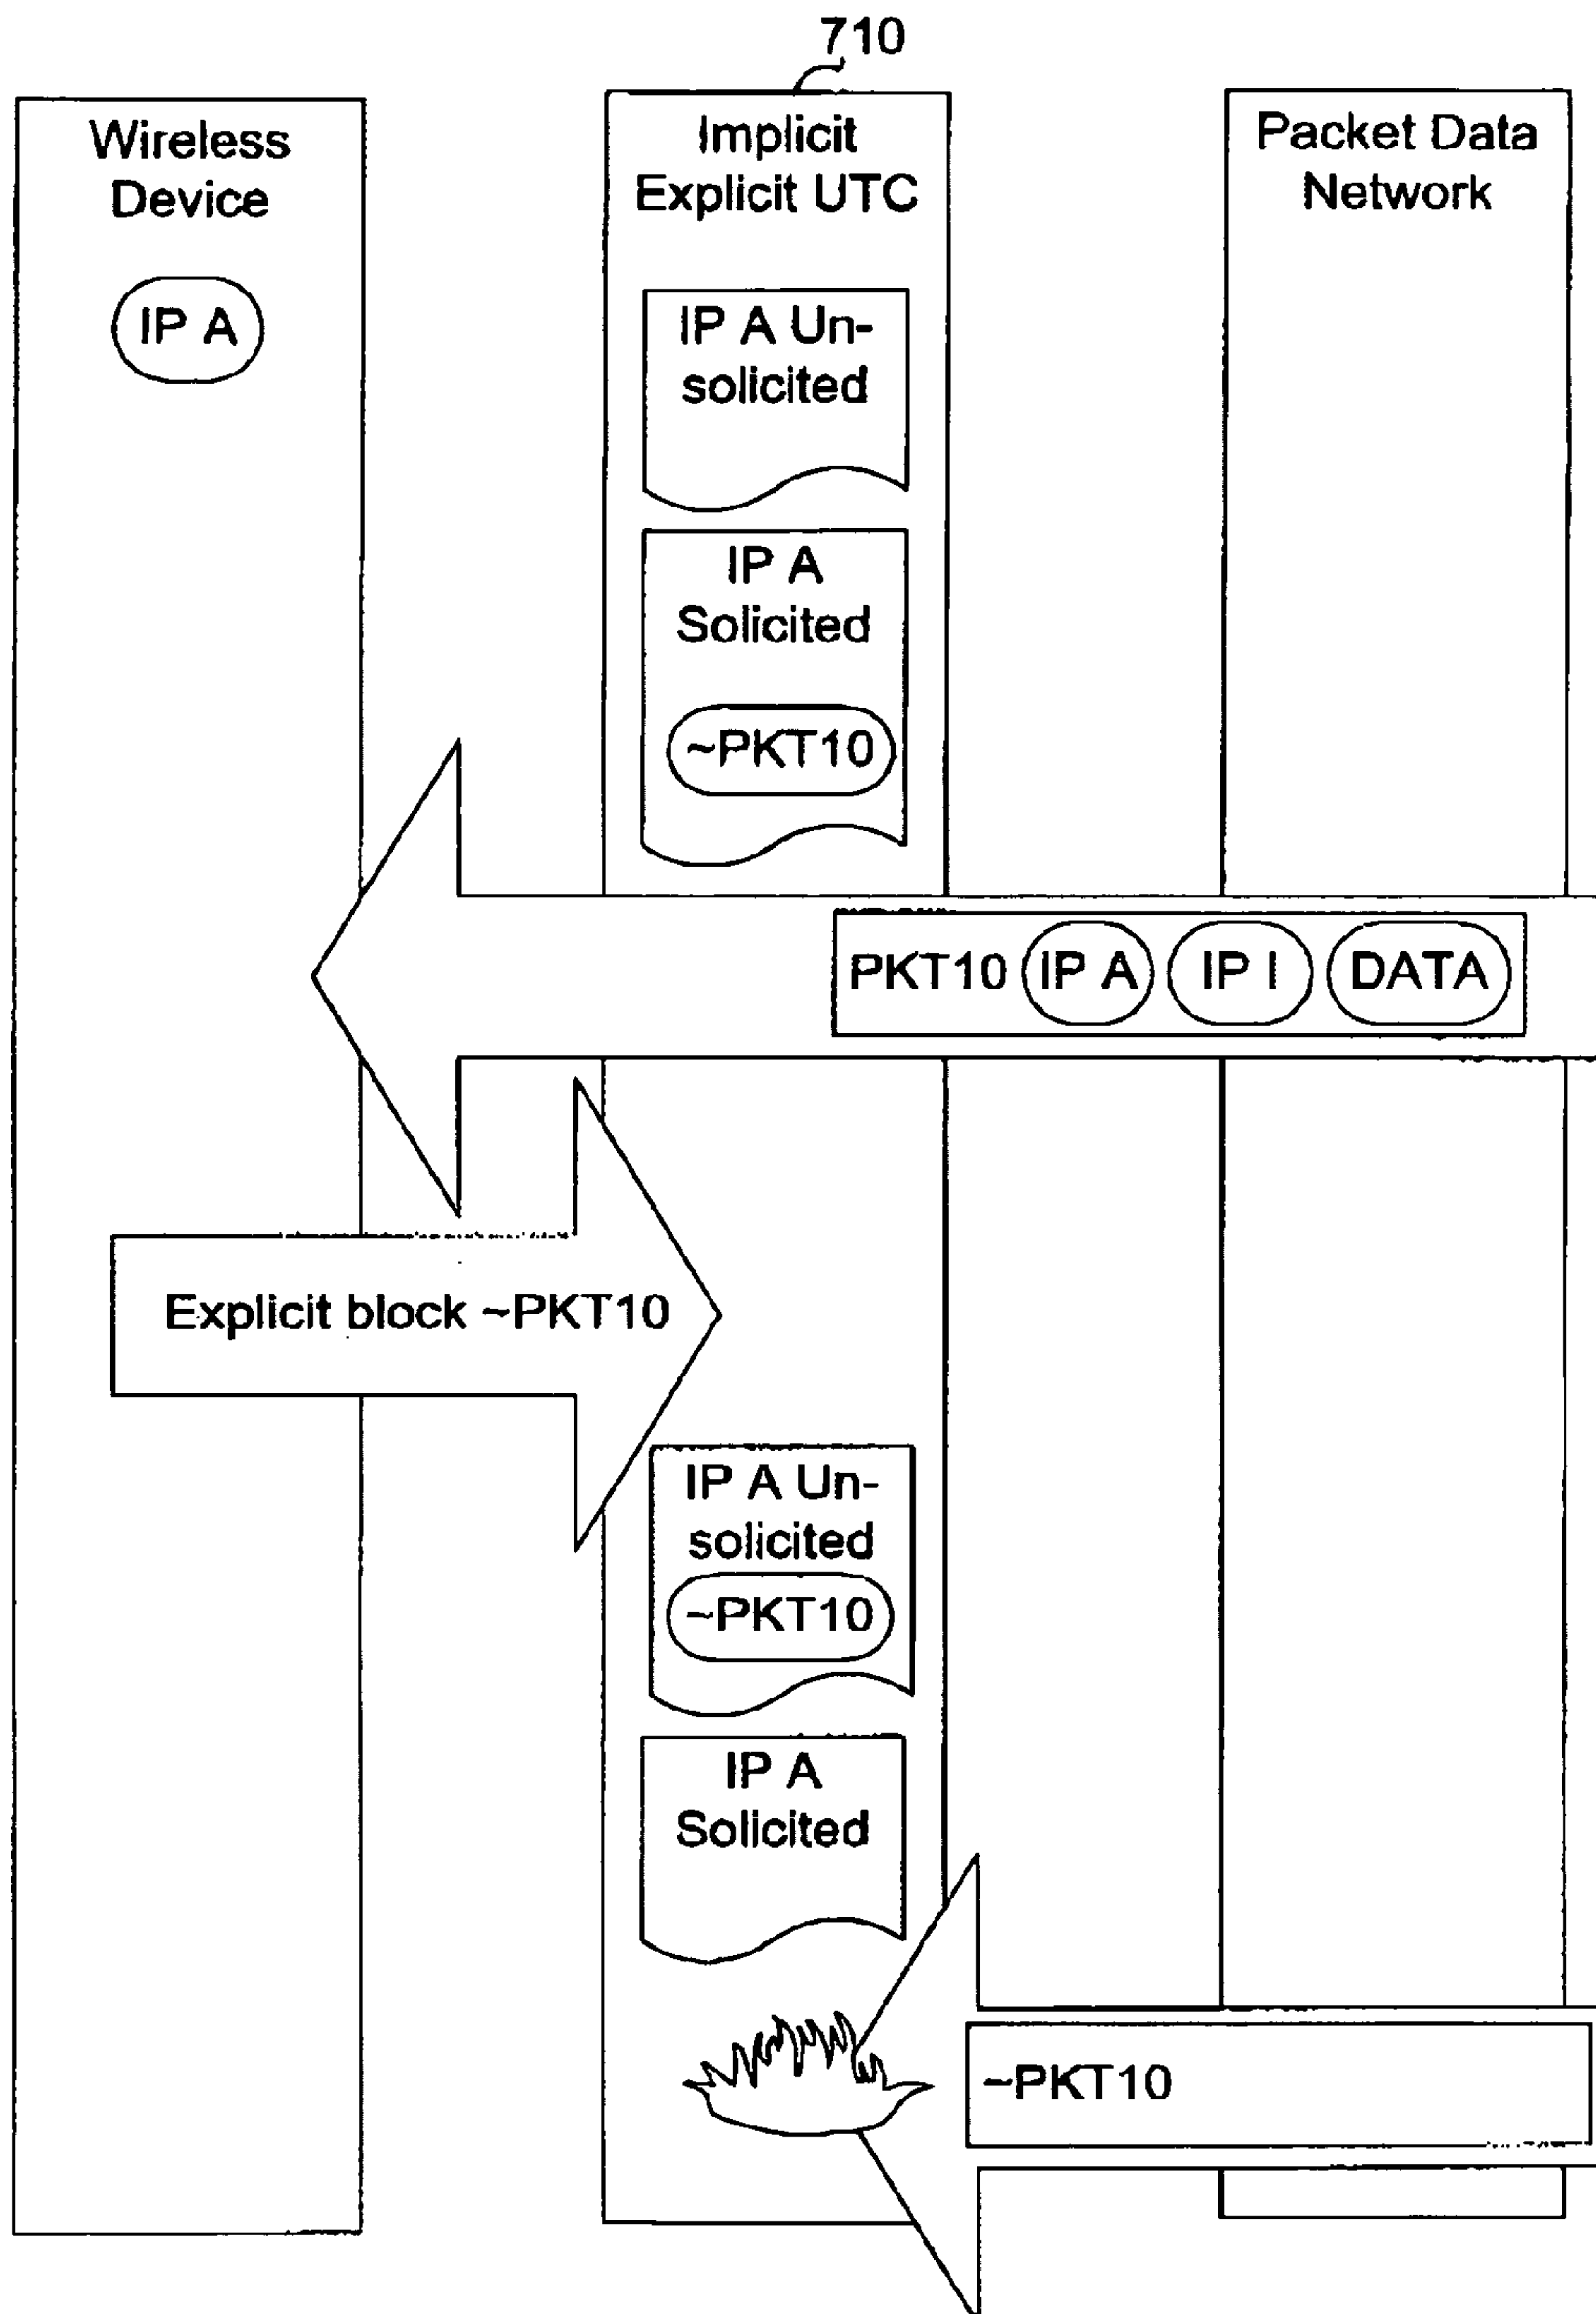 710
Wireless
Device
IP A
Implicit
Explicit UTC
IP A Un-
solicited
IP A
Solicited
~PKT10
Packet Data
Network
PKT10 IP A IP I DATA
Explicit block ~PKT10
IP A Un-
solicited
~PKT10
IP A
Solicited
~PKT10